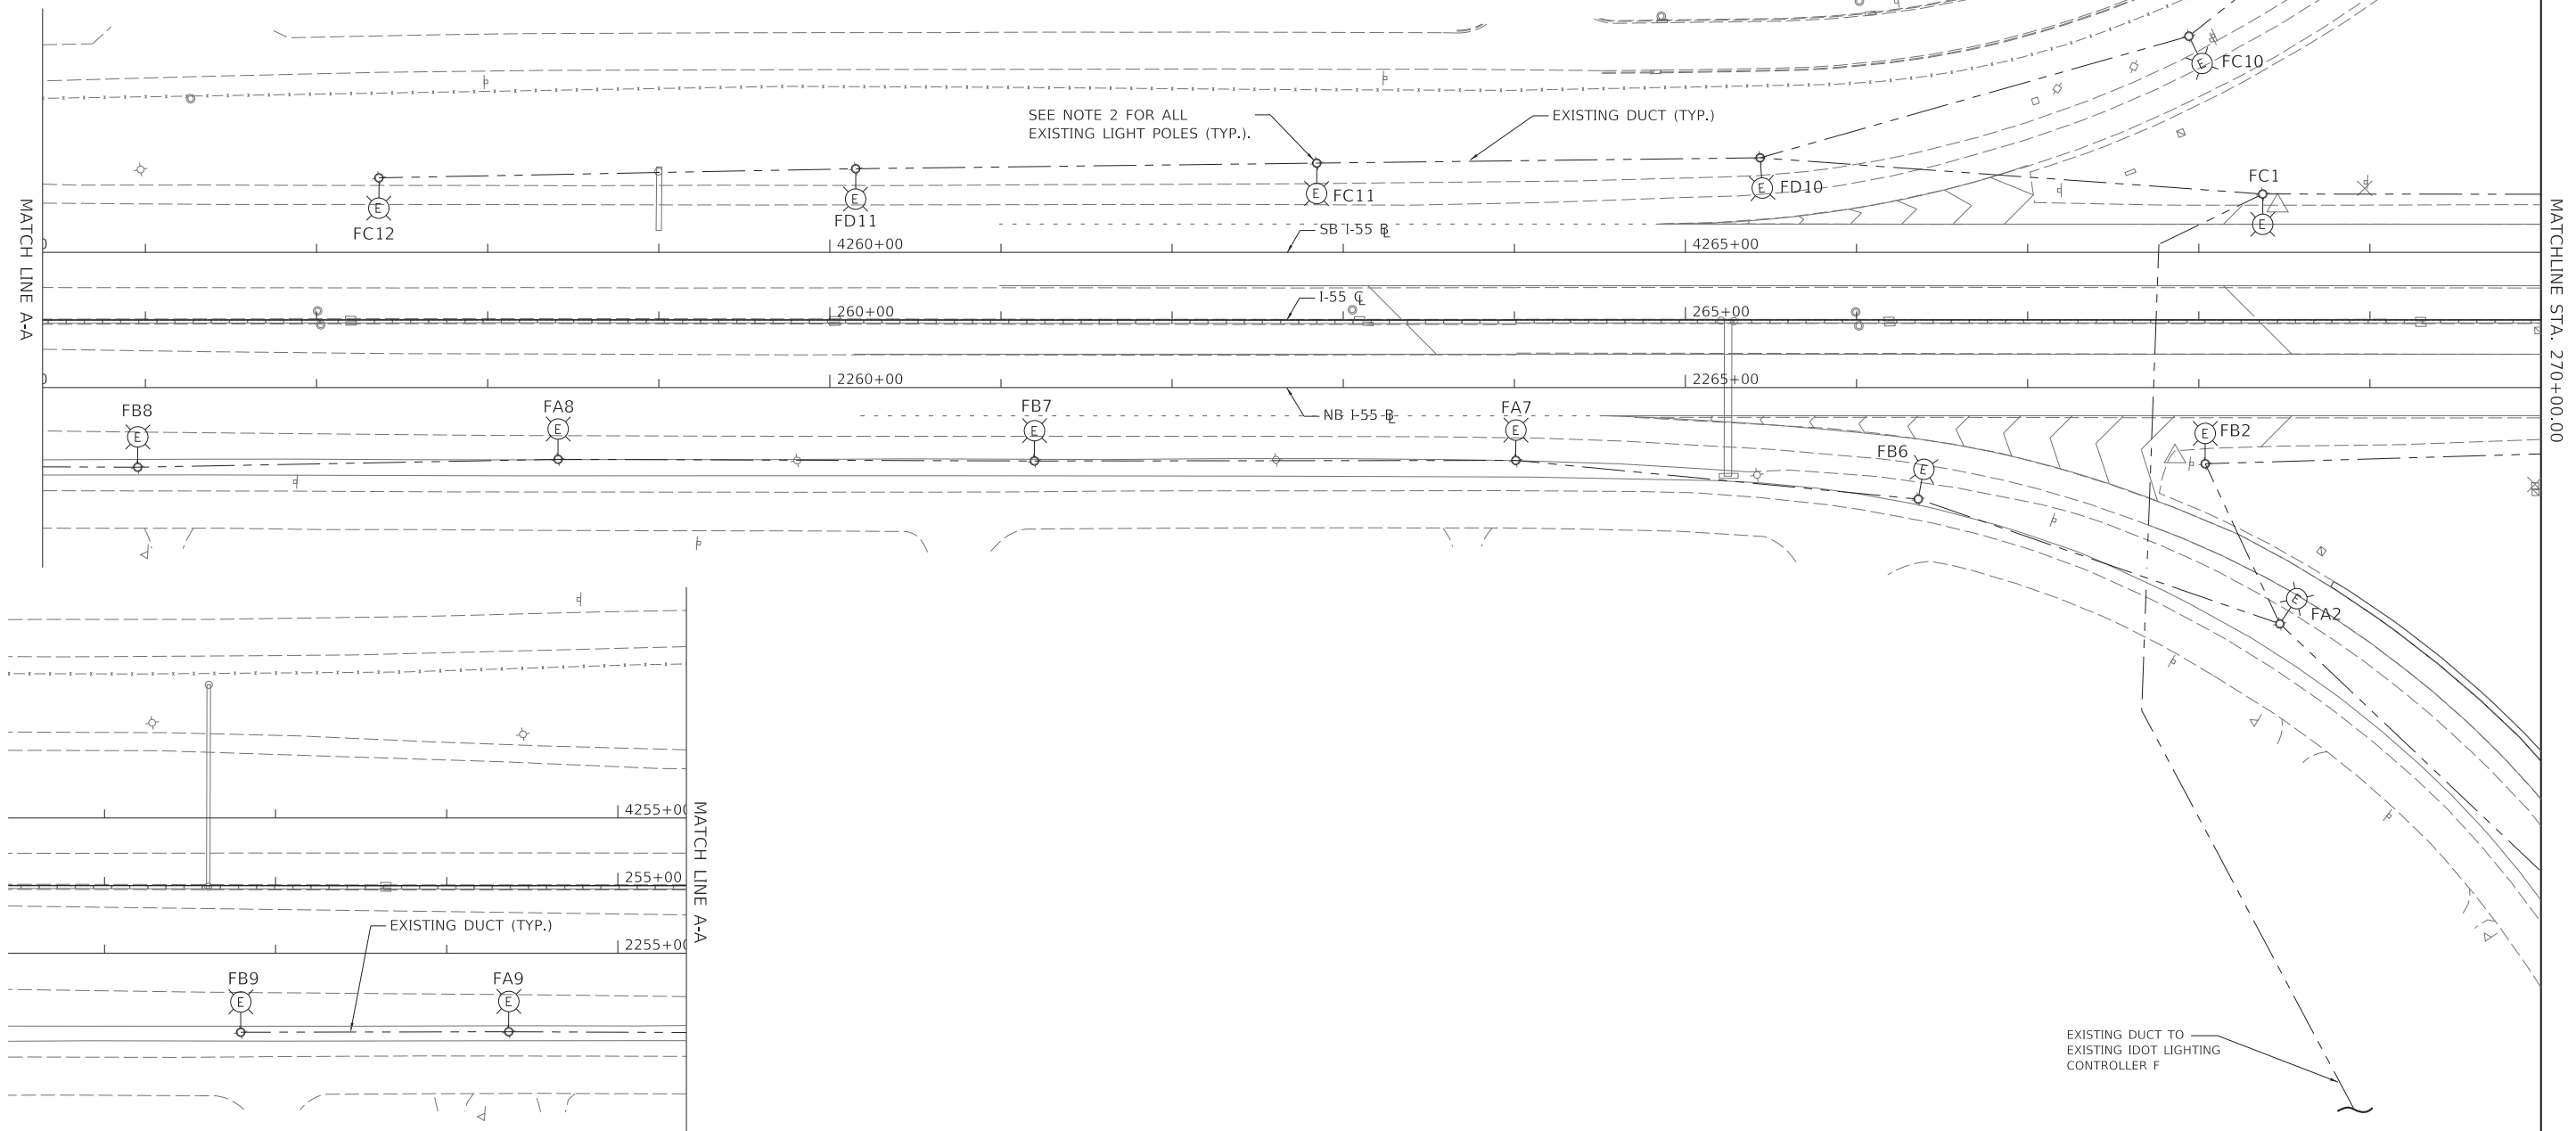 FC10
SEE NOTE 2 FOR ALL
EXISTING LIGHT POLES (TYP.).
EXISTING DUCT (TYP.)
E
FC12
E
FD11
E
FC11
E
FD10
E
FC1
E
MATCH LINE A-A
MATCHLINE STA. 270+00.00
SB I-55 BL
4260+00
4265+00
I-55 CL
260+00
265+00
2260+00
2265+00
NB I-55 BL
FB8
E
FA8
E
FB7
E
FA7
E
FB6
E
FB2
E
FA2
E
4255+00
255+00
MATCH LINE A-A
EXISTING DUCT (TYP.)
2255+00
FB9
E
FA9
E
EXISTING DUCT TO
EXISTING IDOT LIGHTING
CONTROLLER F